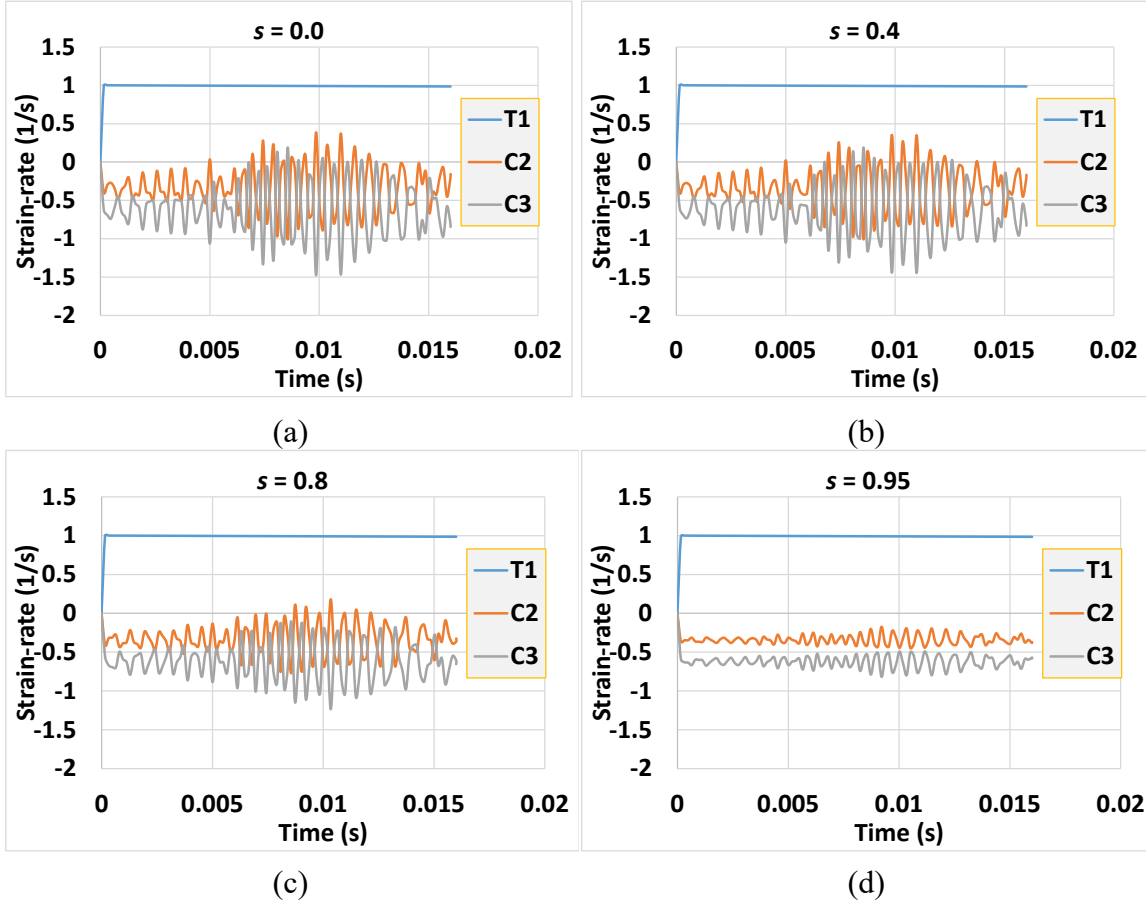 s = 0.0
1.5
1
0.5
0
-0.5
-1
-1.5
-2
Strain-rate (1/s)
T1
C2
C3
0 0.005 0.01 0.015 0.02
Time (s)
(a)
s = 0.4
1.5
1
0.5
0
-0.5
-1
-1.5
-2
Strain-rate (1/s)
T1
C2
C3
0 0.005 0.01 0.015 0.02
Time (s)
(b)
s = 0.8
1.5
1
0.5
0
-0.5
-1
-1.5
-2
Strain-rate (1/s)
T1
C2
C3
0 0.005 0.01 0.015 0.02
Time (s)
(c)
s = 0.95
1.5
1
0.5
0
-0.5
-1
-1.5
-2
Strain-rate (1/s)
T1
C2
C3
0 0.005 0.01 0.015 0.02
Time (s)
(d)